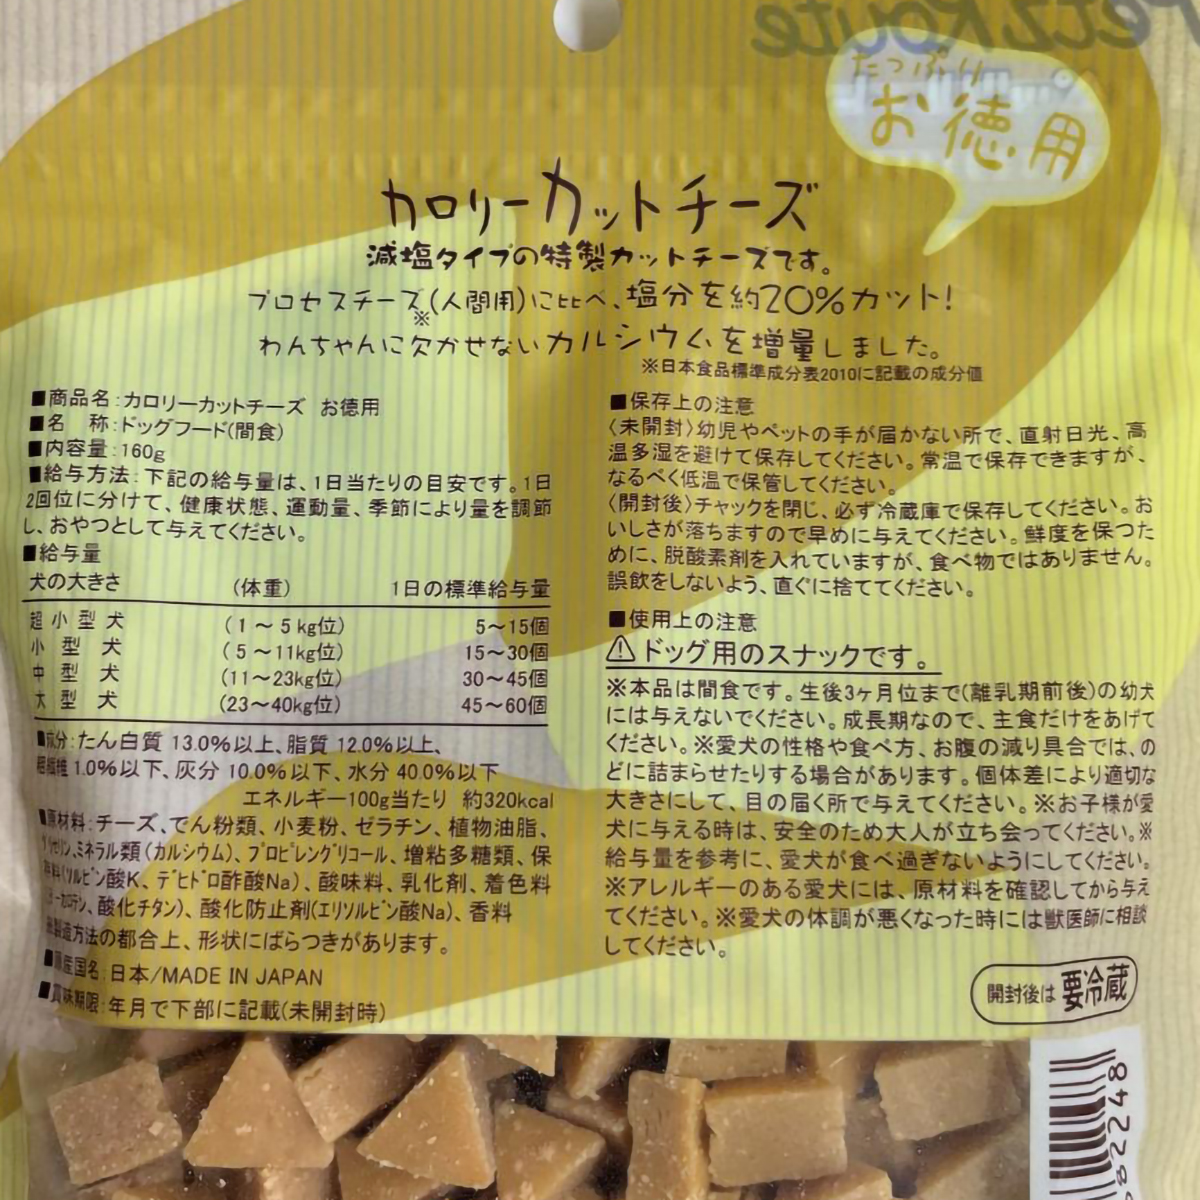 Petz Route
たっぷり
お徳用
カロリーカットチーズ
減塩タイプの特製カットチーズです。
プロセスチーズ(人間用)に比べ、塩分を約20%カット!
※
わんちゃんに欠かせないカルシウムを増量しました。
※日本食品標準成分表2010に記載の成分値
■商品名:カロリーカットチーズ お徳用
■名 称:ドッグフード(間食)
■内容量:160g
■給与方法:下記の給与量は、1日当たりの目安です。1日
2回位に分けて、健康状態、運動量、季節により量を調節
し、おやつとして与えてください。
■給与量
犬の大きさ (体重) 1日の標準給与量
超小型犬 (1～5kg位) 5～15個
小型犬 (5～11kg位) 15～30個
中型犬 (11～23kg位) 30～45個
大型犬 (23～40kg位) 45～60個
■成分:たん白質 13.0%以上、脂質 12.0%以上、
粗繊維 1.0%以下、灰分 10.0%以下、水分 40.0%以下
エネルギー100g当たり 約320kcal
■原材料:チーズ、でん粉類、小麦粉、ゼラチン、植物油脂、
グリセリン、ミネラル類(カルシウム)、プロピレングリコール、増粘多糖類、保
存料(ソルビン酸K、デヒドロ酢酸Na)、酸味料、乳化剤、着色料
(β-カロテン、酸化チタン)、酸化防止剤(エリソルビン酸Na)、香料
※製造方法の都合上、形状にばらつきがあります。
■原産国名:日本/MADE IN JAPAN
■賞味期限:年月で下部に記載(未開封時)
■保存上の注意
〈未開封〉幼児やペットの手が届かない所で、直射日光、高
温多湿を避けて保存してください。常温で保存できますが、
なるべく低温で保管してください。
〈開封後〉チャックを閉じ、必ず冷蔵庫で保存してください。お
いしさが落ちますので早めに与えてください。鮮度を保つた
めに、脱酸素剤を入れていますが、食べ物ではありません。
誤飲をしないよう、直ぐに捨ててください。
■使用上の注意
⚠ドッグ用のスナックです。
※本品は間食です。生後3ヶ月位まで(離乳期前後)の幼犬
には与えないでください。成長期なので、主食だけをあげて
ください。※愛犬の性格や食べ方、お腹の減り具合では、の
どに詰まらせたりする場合があります。個体差により適切な
大きさにして、目の届く所で与えてください。※お子様が愛
犬に与える時は、安全のため大人が立ち会ってください。※
給与量を参考に、愛犬が食べ過ぎないようにしてください。
※アレルギーのある愛犬には、原材料を確認してから与え
てください。※愛犬の体調が悪くなった時には獣医師に相談
してください。
開封後は 要冷蔵
82248